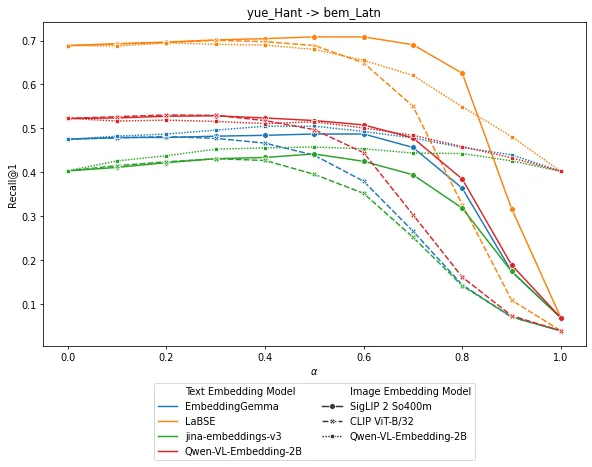 yue_Hant -> bem_Latn
Recall@1
0.7
0.6
0.5
0.4
0.3
0.2
0.1
0.0 0.2 0.4 0.6 0.8 1.0
α
Text Embedding Model Image Embedding Model
EmbeddingGemma SigLIP 2 So400m
LaBSE CLIP ViT-B/32
jina-embeddings-v3 Qwen-VL-Embedding-2B
Qwen-VL-Embedding-2B